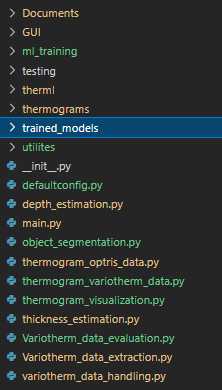 Documents
GUI
ml_training
testing
therml
thermograms
trained_models
utilites
__init__.py
defaultconfig.py
depth_estimation.py
main.py
object_segmentation.py
thermogram_optris_data.py
thermogram_variotherm_data.py
thermogram_visualization.py
thickness_estimation.py
Variotherm_data_evaluation.py
Variotherm_data_extraction.py
variotherm_data_handling.py